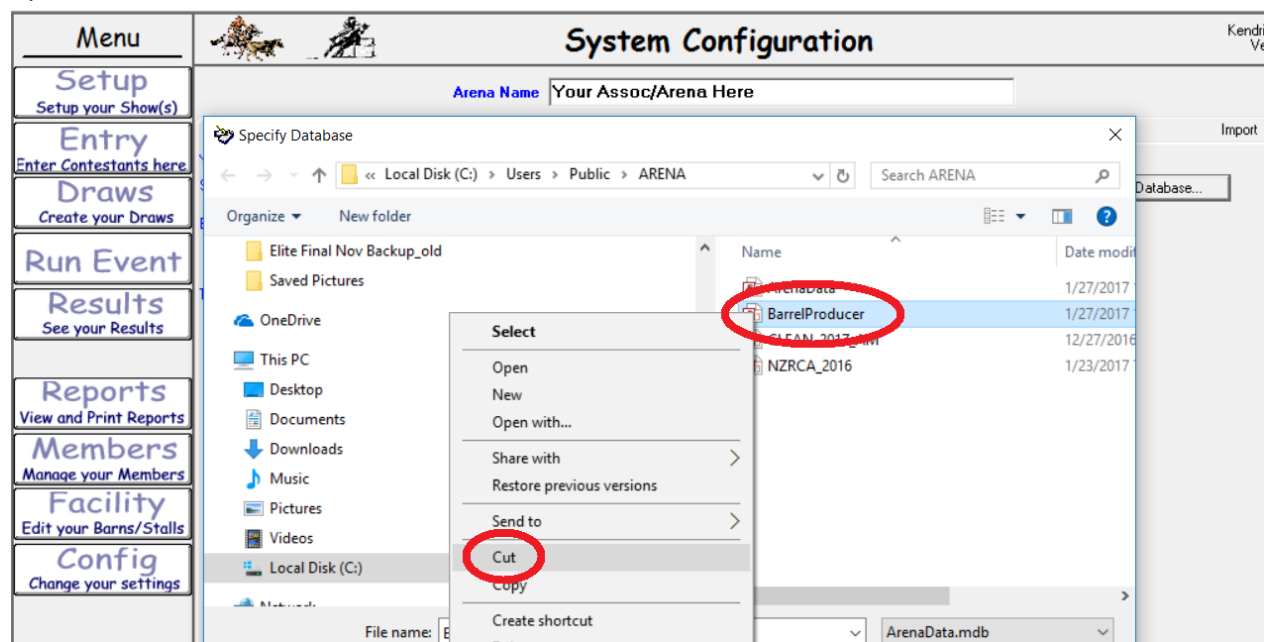 Menu
System Configuration
Setup
Setup your Show(s)
Arena Name Your Assoc/Arena Here
Entry
Enter Contestants here
Specify Database
Import
« Local Disk (C:) > Users > Public > ARENA
Search ARENA
Draws
Create your Draws
Database...
Organize New folder
Elite Final Nov Backup_old
Name Date modif
Run Event
Saved Pictures
ArenaData 1/27/2017
Results
See your Results
OneDrive
BarrelProducer 1/27/2017
Select
12/27/2016
This PC
Open
NZRCA_2016 1/23/2017
Reports
View and Print Reports
Desktop
New
Documents
Open with...
Members
Manage your Members
Downloads
Share with
Music
Restore previous versions
Facility
Edit your Barns/Stalls
Pictures
Send to
Videos
Cut
Config
Change your settings
Local Disk (C:)
Copy
Create shortcut
File name:
ArenaData.mdb